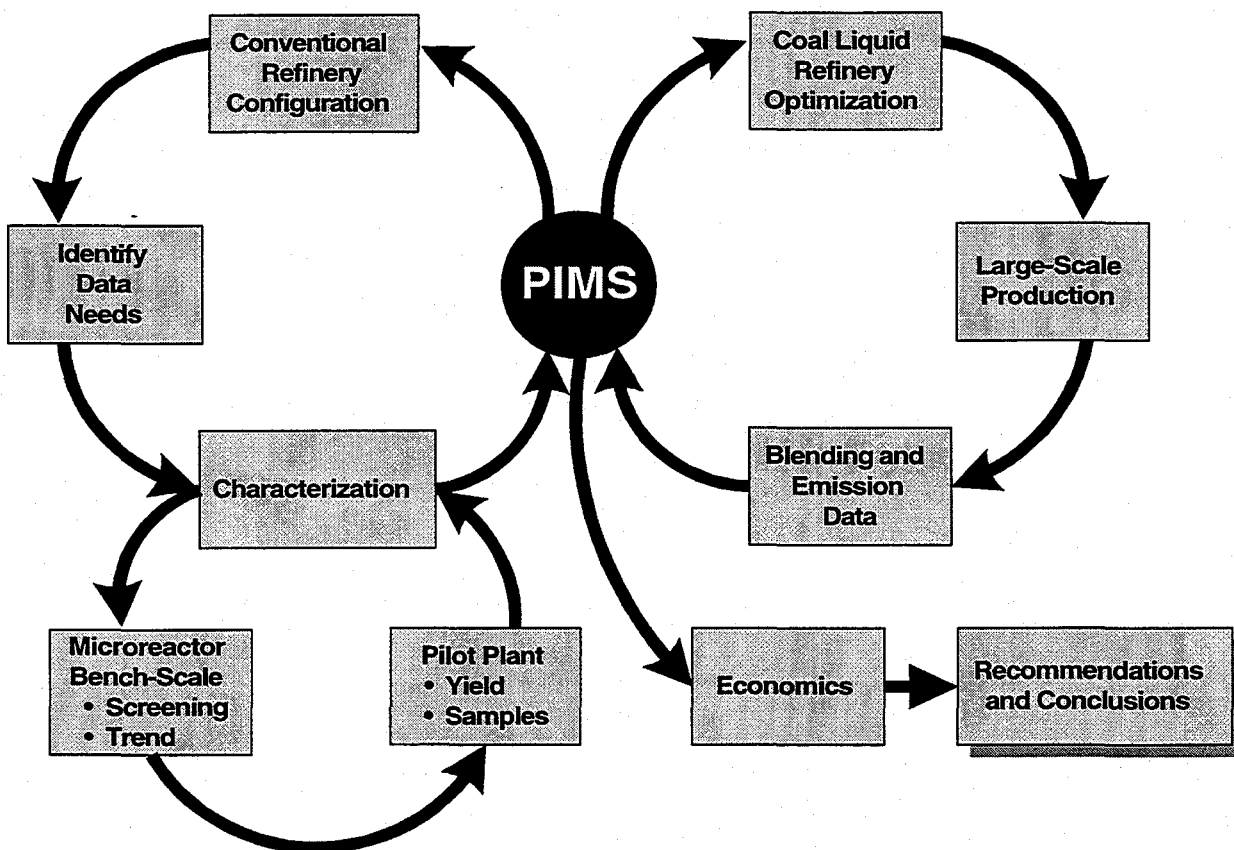 Conventional
Refinery
Configuration
Coal Liquid
Refinery
Optimization
Identify
Data
Needs
PIMS
Large-Scale
Production
Characterization
Blending and
Emission
Data
Microreactor
Bench-Scale
• Screening
• Trend
Pilot Plant
• Yield
• Samples
Economics
Recommendations
and Conclusions